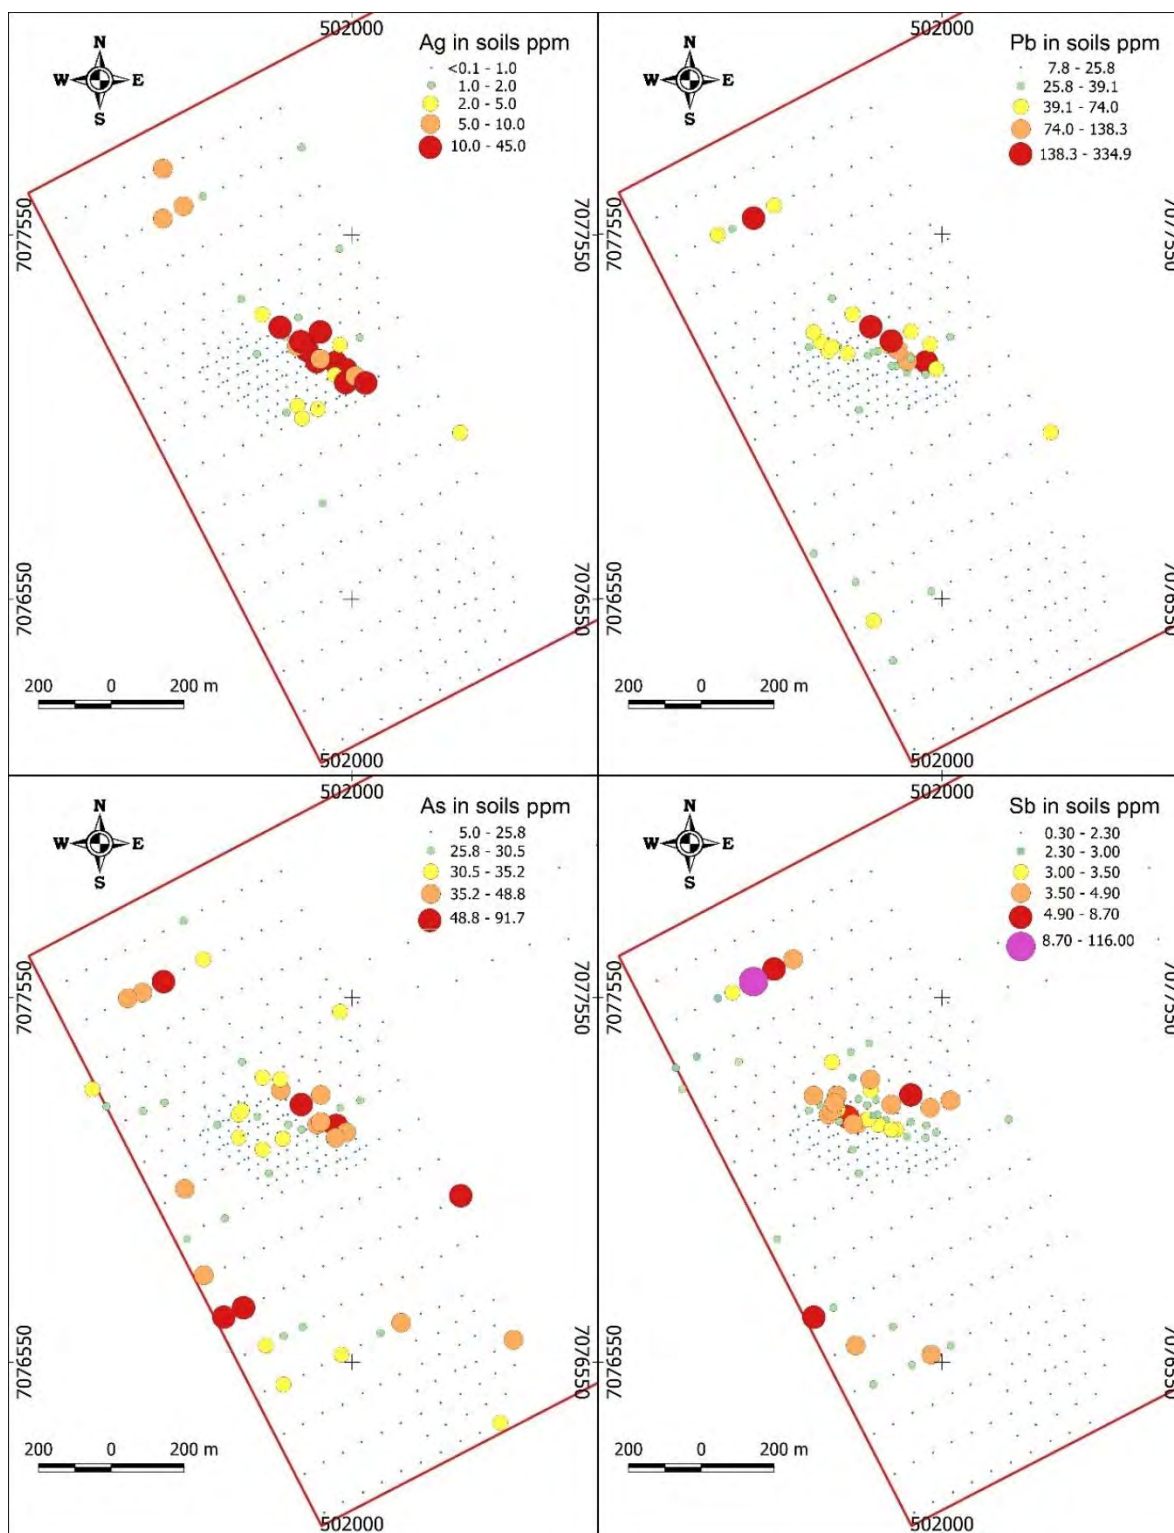 502000
Ag in soils ppm
<0.1 - 1.0
1.0 - 2.0
2.0 - 5.0
5.0 - 10.0
10.0 - 45.0
N
W E
S
7077550
7077550
7076550
7076550
200 0 200 m
502000
502000
Pb in soils ppm
7.8 - 25.8
25.8 - 39.1
39.1 - 74.0
74.0 - 138.3
138.3 - 334.9
N
W E
S
7077550
7077550
7076550
7076550
200 0 200 m
502000
502000
As in soils ppm
5.0 - 25.8
25.8 - 30.5
30.5 - 35.2
35.2 - 48.8
48.8 - 91.7
N
W E
S
7077550
7077550
7076550
7076550
200 0 200 m
502000
502000
Sb in soils ppm
0.30 - 2.30
2.30 - 3.00
3.00 - 3.50
3.50 - 4.90
4.90 - 8.70
8.70 - 116.00
N
W E
S
7077550
7077550
7076550
7076550
200 0 200 m
502000